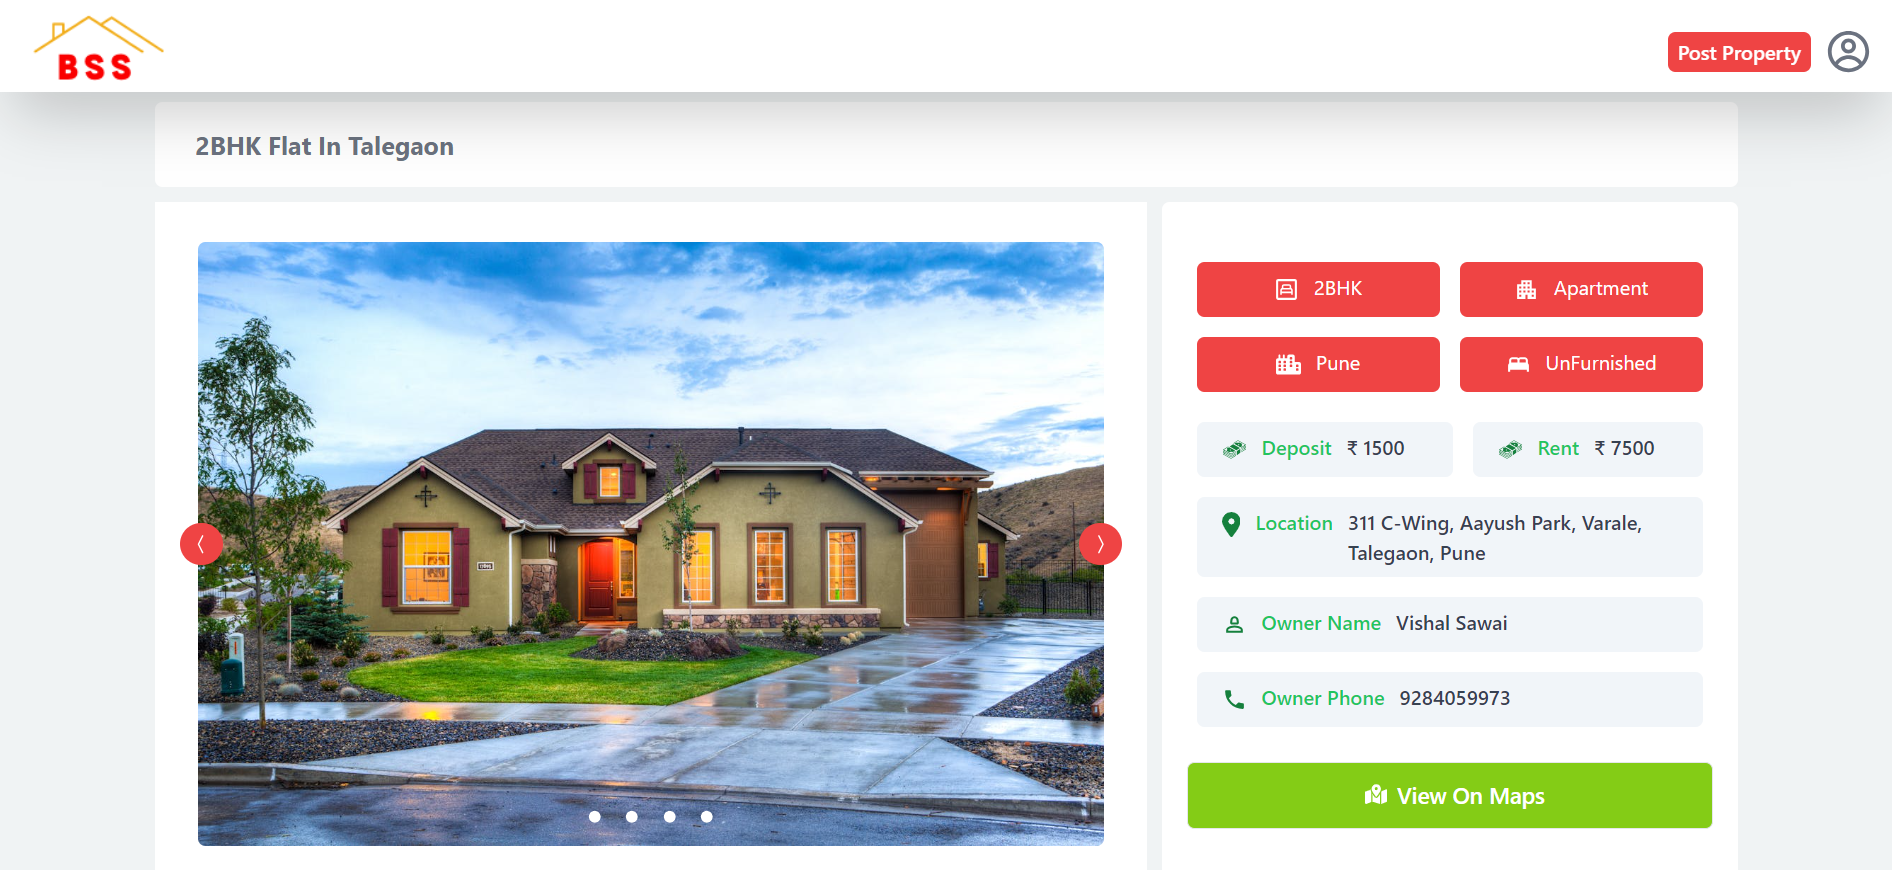 BSS
Post Property
2BHK Flat In Talegaon
2BHK
Apartment
Pune
UnFurnished
Deposit ₹ 1500
Rent ₹ 7500
Location 311 C-Wing, Aayush Park, Varale,
Talegaon, Pune
Owner Name Vishal Sawai
Owner Phone 9284059973
View On Maps